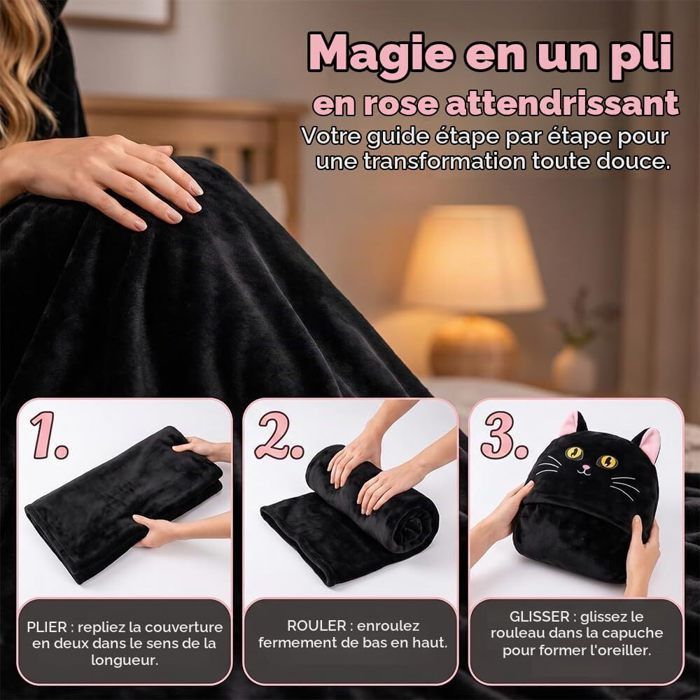 Magie en un pli
en rose attendrissant
Votre guide étape par étape pour
une transformation toute douce.
1.
PLIER : repliez la couverture
en deux dans le sens de la
longueur.
2.
ROULER : enroulez
fermement de bas en haut.
3.
GLISSER : glissez le
rouleau dans la capuche
pour former l'oreiller.